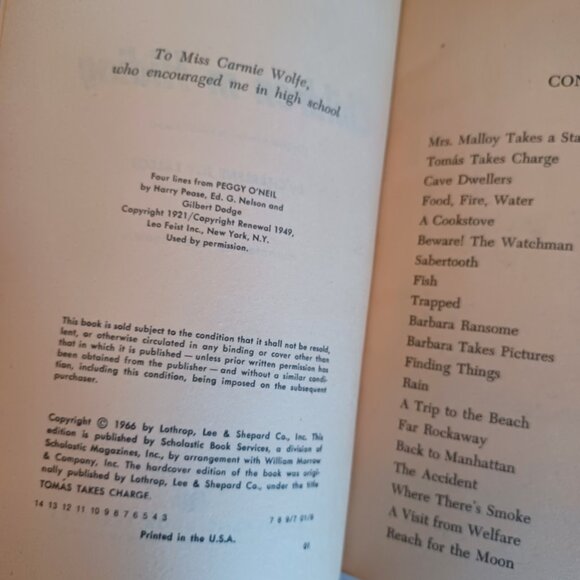 To Miss Carmie Wolfe,
who encouraged me in high school
Four lines from PEGGY O'NEIL
by Harry Pease, Ed. G. Nelson and
Gilbert Dodge
Copyright 1921/Copyright Renewal 1949,
Leo Feist Inc., New York, N.Y.
Used by permission.
This book is sold subject to the condition that it shall not be resold,
lent, or otherwise circulated in any binding or cover other than
that in which it is published — unless prior written permission has
been obtained from the publisher — and without a similar condi-
tion, including this condition, being imposed on the subsequent
purchaser.
Copyright © 1966 by Lothrop, Lee & Shepard Co., Inc. This
edition is published by Scholastic Book Services, a division of
Scholastic Magazines, Inc., by arrangement with William Morrow
& Company, Inc. The hardcover edition of the book was origi-
nally published by Lothrop, Lee & Shepard Co., under the title
TOMÁS TAKES CHARGE.
14 13 12 11 10 9 8 7 6 5 4 3 7 8 9/7 01/8
Printed in the U.S.A. 01
CON
Mrs. Malloy Takes a Sta
Tomás Takes Charge
Cave Dwellers
Food, Fire, Water
A Cookstove
Beware! The Watchman
Sabertooth
Fish
Trapped
Barbara Ransome
Barbara Takes Pictures
Finding Things
Rain
A Trip to the Beach
Far Rockaway
Back to Manhattan
The Accident
Where There's Smoke
A Visit from Welfare
Reach for the Moon